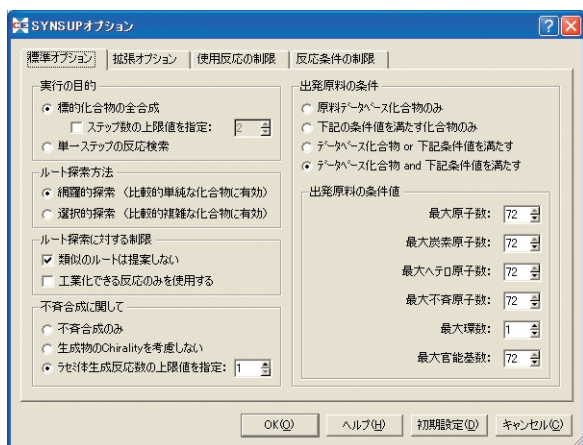 SYNSUPオプション
標準オプション 拡張オプション 使用反応の制限 反応条件の制限
実行の目的
標的化合物の全合成
ステップ数の上限値を指定: 2
単一ステップの反応検索
ルート探索方法
網羅的探索 (比較的単純な化合物に有効)
選択的探索 (比較的複雑な化合物に有効)
ルート探索に対する制限
類似のルートは提案しない
工業化できる反応のみを使用する
不斉合成に関して
不斉合成のみ
生成物のChiralityを考慮しない
ラセミ体生成反応数の上限値を指定: 1
出発原料の条件
原料データベース化合物のみ
下記の条件値を満たす化合物のみ
データベース化合物 or 下記条件値を満たす
データベース化合物 and 下記条件値を満たす
出発原料の条件値
最大原子数: 72
最大炭素原子数: 72
最大ヘテロ原子数: 72
最大不斉原子数: 72
最大環数: 1
最大官能基数: 72
OK(O) ヘルプ(H) 初期設定(D) キャンセル(C)